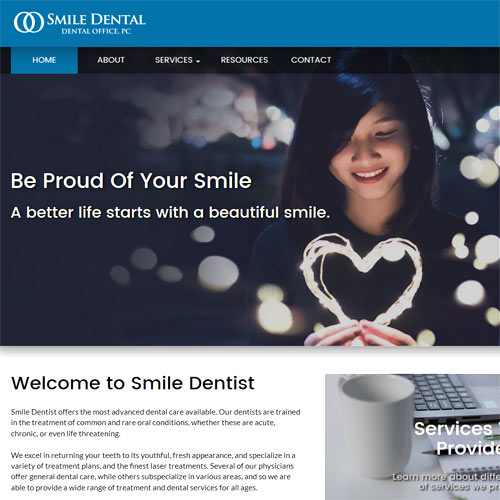 SMILE DENTAL
DENTAL OFFICE, PC
HOME ABOUT SERVICES RESOURCES CONTACT
Be Proud Of Your Smile
A better life starts with a beautiful smile.
Welcome to Smile Dentist
Smile Dentist offers the most advanced dental care available. Our dentists are trained
in the treatment of common and rare oral conditions, whether these are acute,
chronic, or even life threatening.
We excel in returning your teeth to its youthful, fresh appearance, and specialize in a
variety of treatment plans, and the finest laser treatments. Several of our physicians
offer general dental care, while others subspecialize in various areas, and so we are
able to provide a wide range of treatment and dental services for all ages.
Services
Provide
Learn more about differ
of services we pr